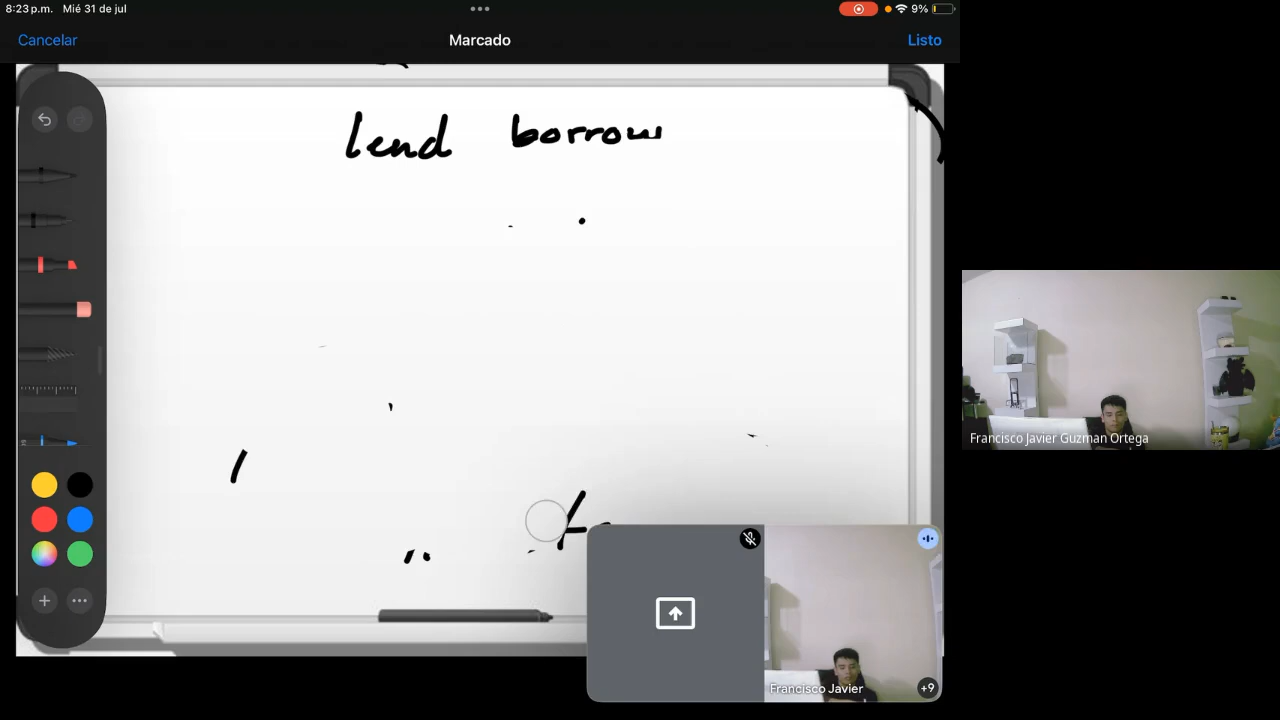 8:23 p.m. Mié 31 de jul
9%
Cancelar
Marcado
Listo
lend borrow
Francisco Javier Guzman Ortega
Francisco Javier
+9